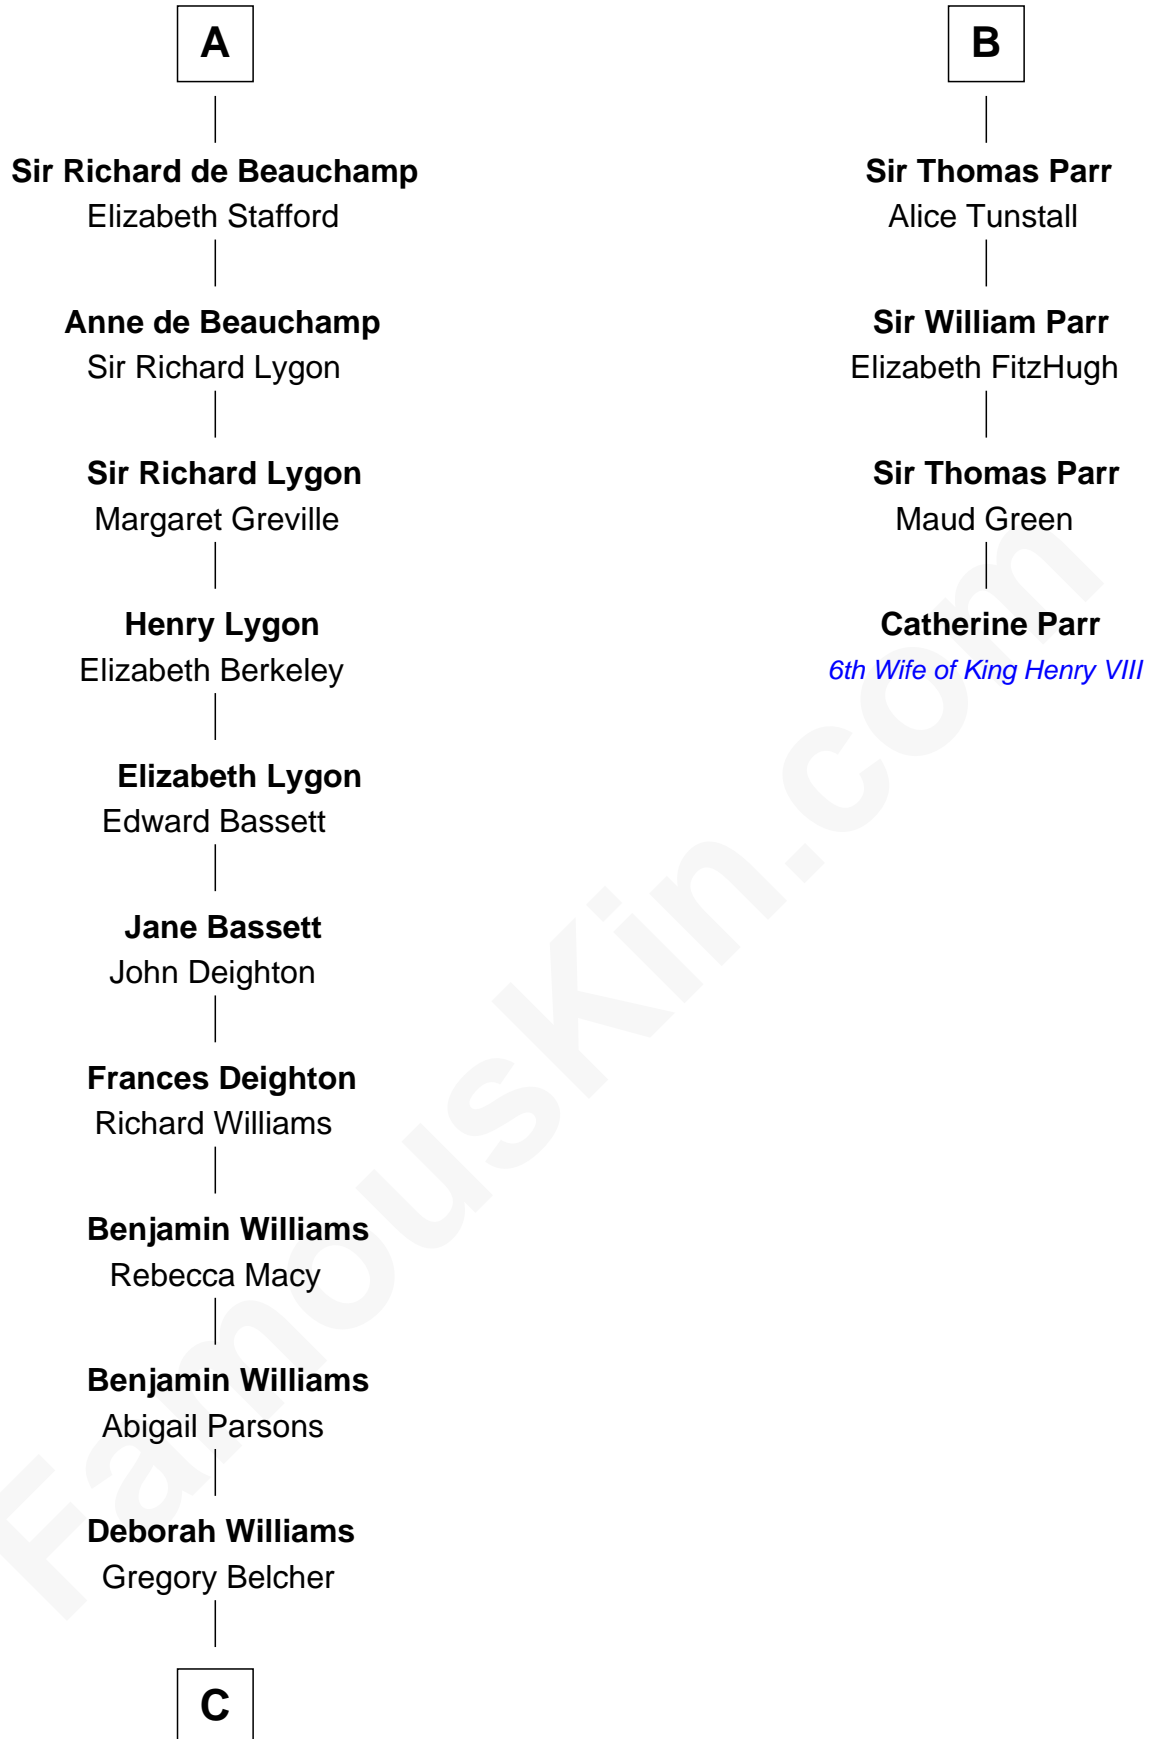 A
Sir Richard de Beauchamp
Elizabeth Stafford
Anne de Beauchamp
Sir Richard Lygon
Sir Richard Lygon
Margaret Greville
Henry Lygon
Elizabeth Berkeley
Elizabeth Lygon
Edward Bassett
Jane Bassett
John Deighton
Frances Deighton
Richard Williams
Benjamin Williams
Rebecca Macy
Benjamin Williams
Abigail Parsons
Deborah Williams
Gregory Belcher
C
B
Sir Thomas Parr
Alice Tunstall
Sir William Parr
Elizabeth FitzHugh
Sir Thomas Parr
Maud Green
Catherine Parr
6th Wife of King Henry VIII
FamousKin.com